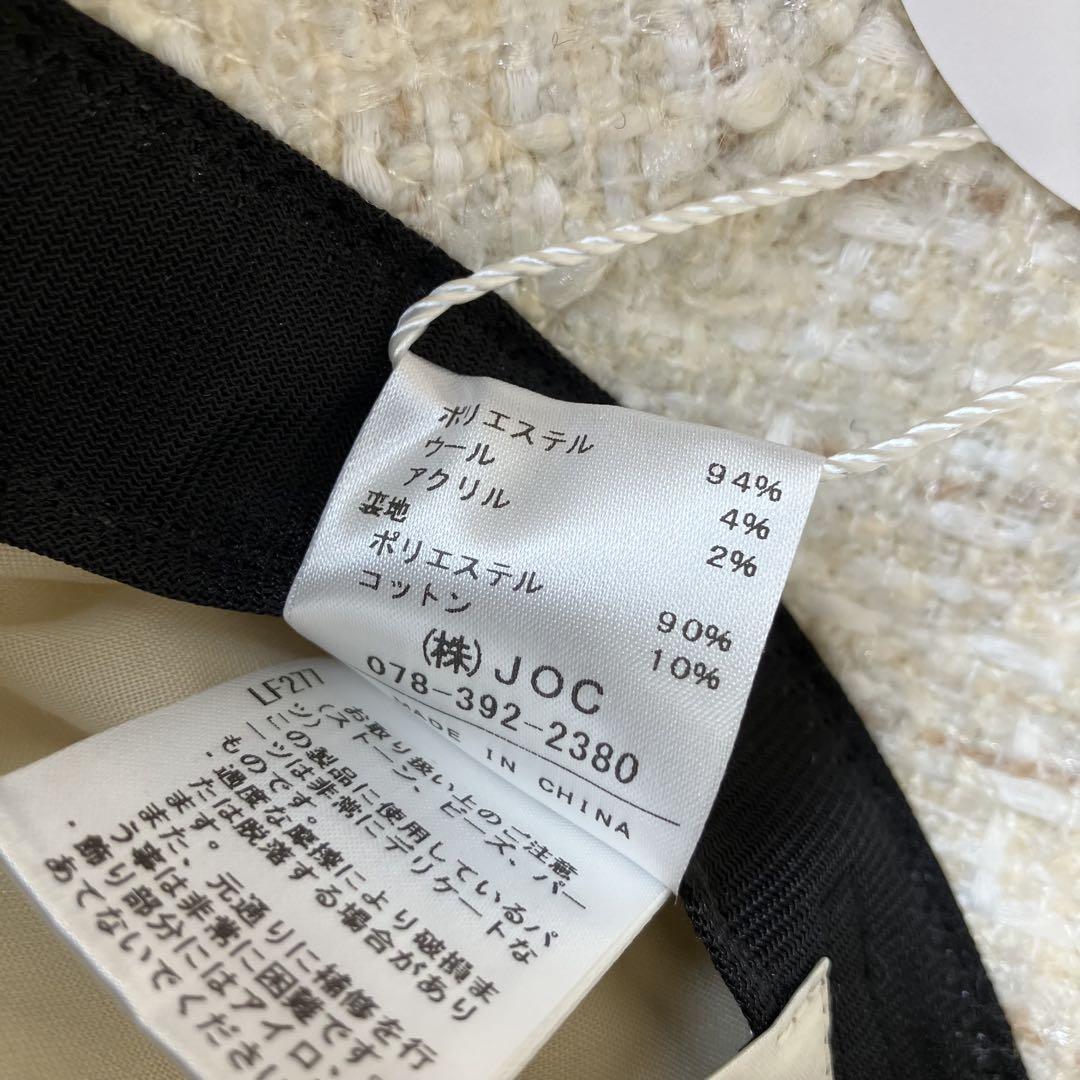 ポリエステル 94%
ウール 4%
アクリル 2%
裏地
ポリエステル 90%
コットン 10%
(株)JOC
078-392-2380
MADE IN CHINA
LF277
お取り扱い上のご注意
(ストーン、ビーズ、パー
この製品に使用しているパ
ージは非常にデリケートな
ものです。
過度な摩擦により破損ま
たは脱落する場合があり
ます。
また、元通りに補修を行
う事は非常に困難です
飾り部分にはアイロン
あてないでくださ